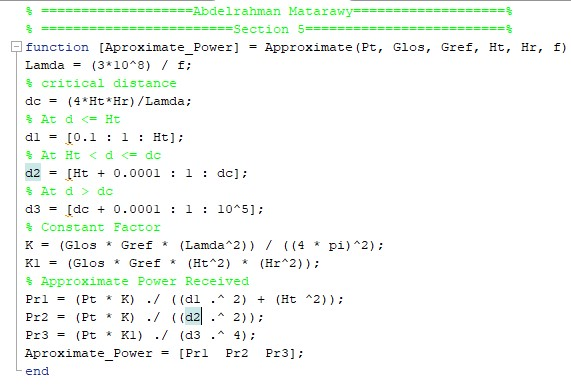 % ===================Abdelrahman Matarawy===================%
% ========================Section 5=========================%
function [Aproximate_Power] = Approximate(Pt, Glos, Gref, Ht, Hr, f)
Lamda = (3*10^8) / f;
% critical distance
dc = (4*Ht*Hr)/Lamda;
% At d <= Ht
d1 = [0.1 : 1 : Ht];
% At Ht < d <= dc
d2 = [Ht + 0.0001 : 1 : dc];
% At d > dc
d3 = [dc + 0.0001 : 1 : 10^5];
% Constant Factor
K = (Glos * Gref * (Lamda^2)) / ((4 * pi)^2);
K1 = (Glos * Gref * (Ht^2) * (Hr^2));
% Approximate Power Received
Pr1 = (Pt * K) ./ ((d1 .^ 2) + (Ht ^2));
Pr2 = (Pt * K) ./ ((d2 .^ 2));
Pr3 = (Pt * K1) ./ (d3 .^ 4);
Aproximate_Power = [Pr1  Pr2  Pr3];
end